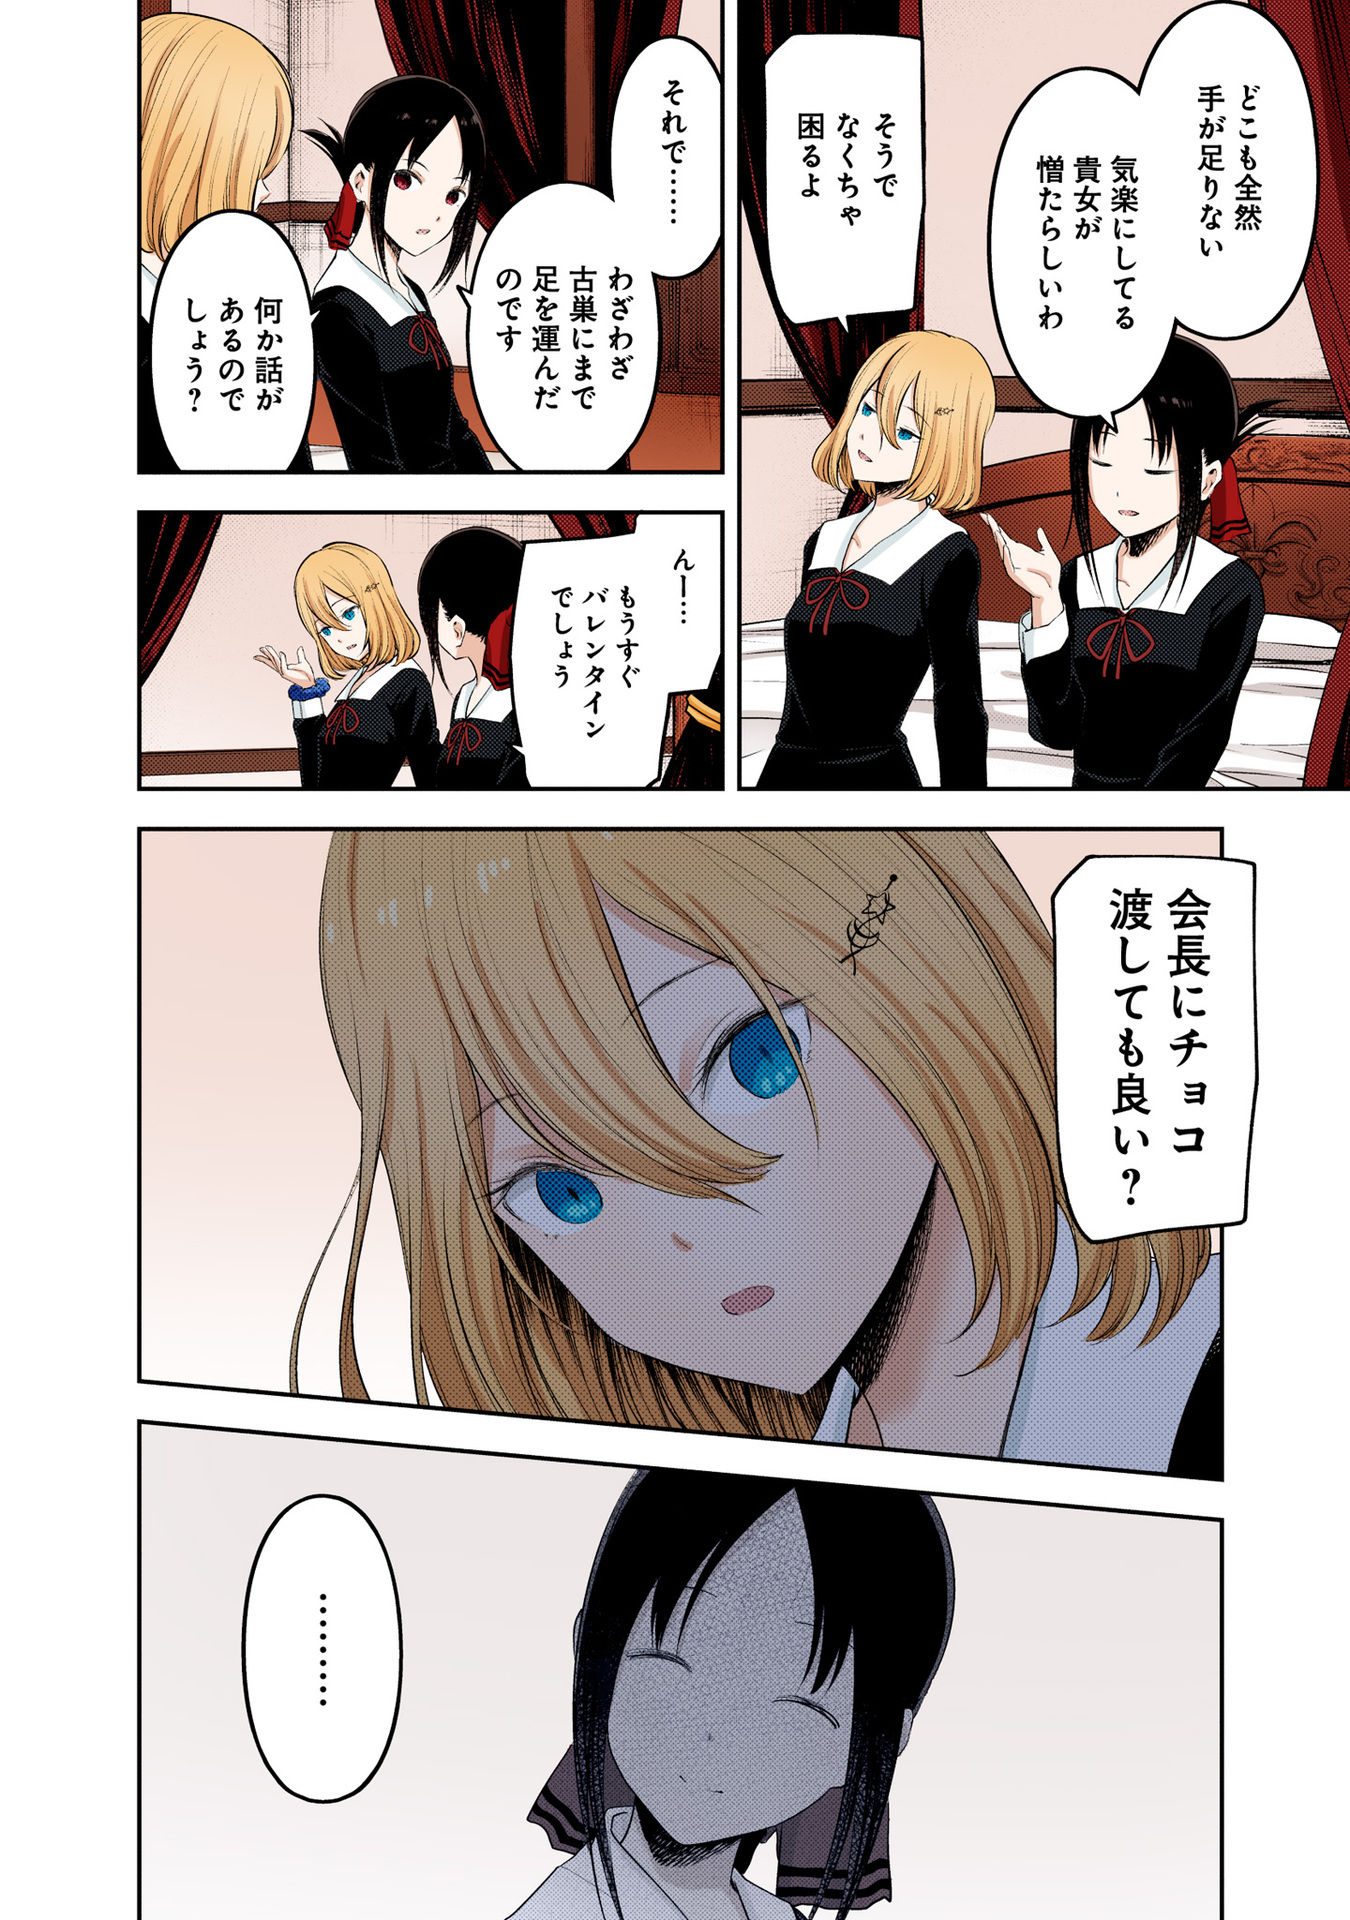 どこも全然
手が足りない
気楽にしてる
貴女が
憎たらしいわ
そうで
なくちゃ
困るよ
それで……
わざわざ
古巣にまで
足を運んだ
のです
何か話が
あるので
しょう？
んー…
もうすぐ
バレンタイン
でしょう
会長にチョコ
渡しても良い？
………